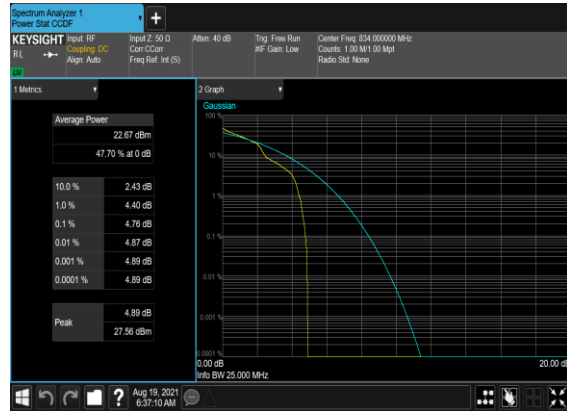 Spectrum Analyzer 1
Power Stat CCDF
+
KEYSIGHT
RL
LXI
Input: RF
Coupling: DC
Align: Auto
Input Z: 50 Ω
Corr CCorr
Freq Ref: Int (S)
Atten: 40 dB
Trig: Free Run
#IF Gain: Low
Center Freq: 834.000000 MHz
Counts: 1.00 M/1.00 Mpt
Radio Std: None
1 Metrics
Average Power
22.67 dBm
47.70 % at 0 dB
10.0 % 2.43 dB
1.0 % 4.40 dB
0.1 % 4.76 dB
0.01 % 4.87 dB
0.001 % 4.89 dB
0.0001 % 4.89 dB
Peak
4.89 dB
27.56 dBm
2 Graph
Gaussian
100 %
10 %
1 %
0.1 %
0.01 %
0.001 %
0.0001 %
0.00 dB
20.00 dB
Info BW 25.000 MHz
?
Aug 19, 2021
6:37:10 AM